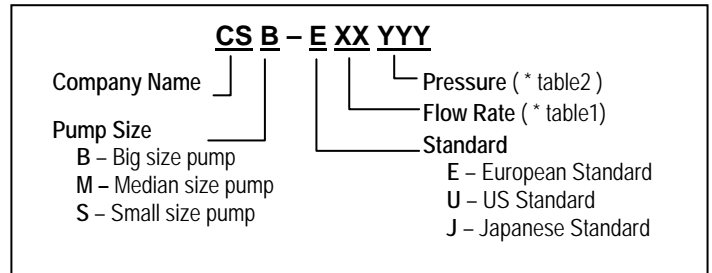 CS B – E XX YYY
Company Name
Pressure ( * table2 )
Flow Rate ( * table1)
Pump Size
B – Big size pump
M – Median size pump
S – Small size pump
Standard
E – European Standard
U – US Standard
J – Japanese Standard